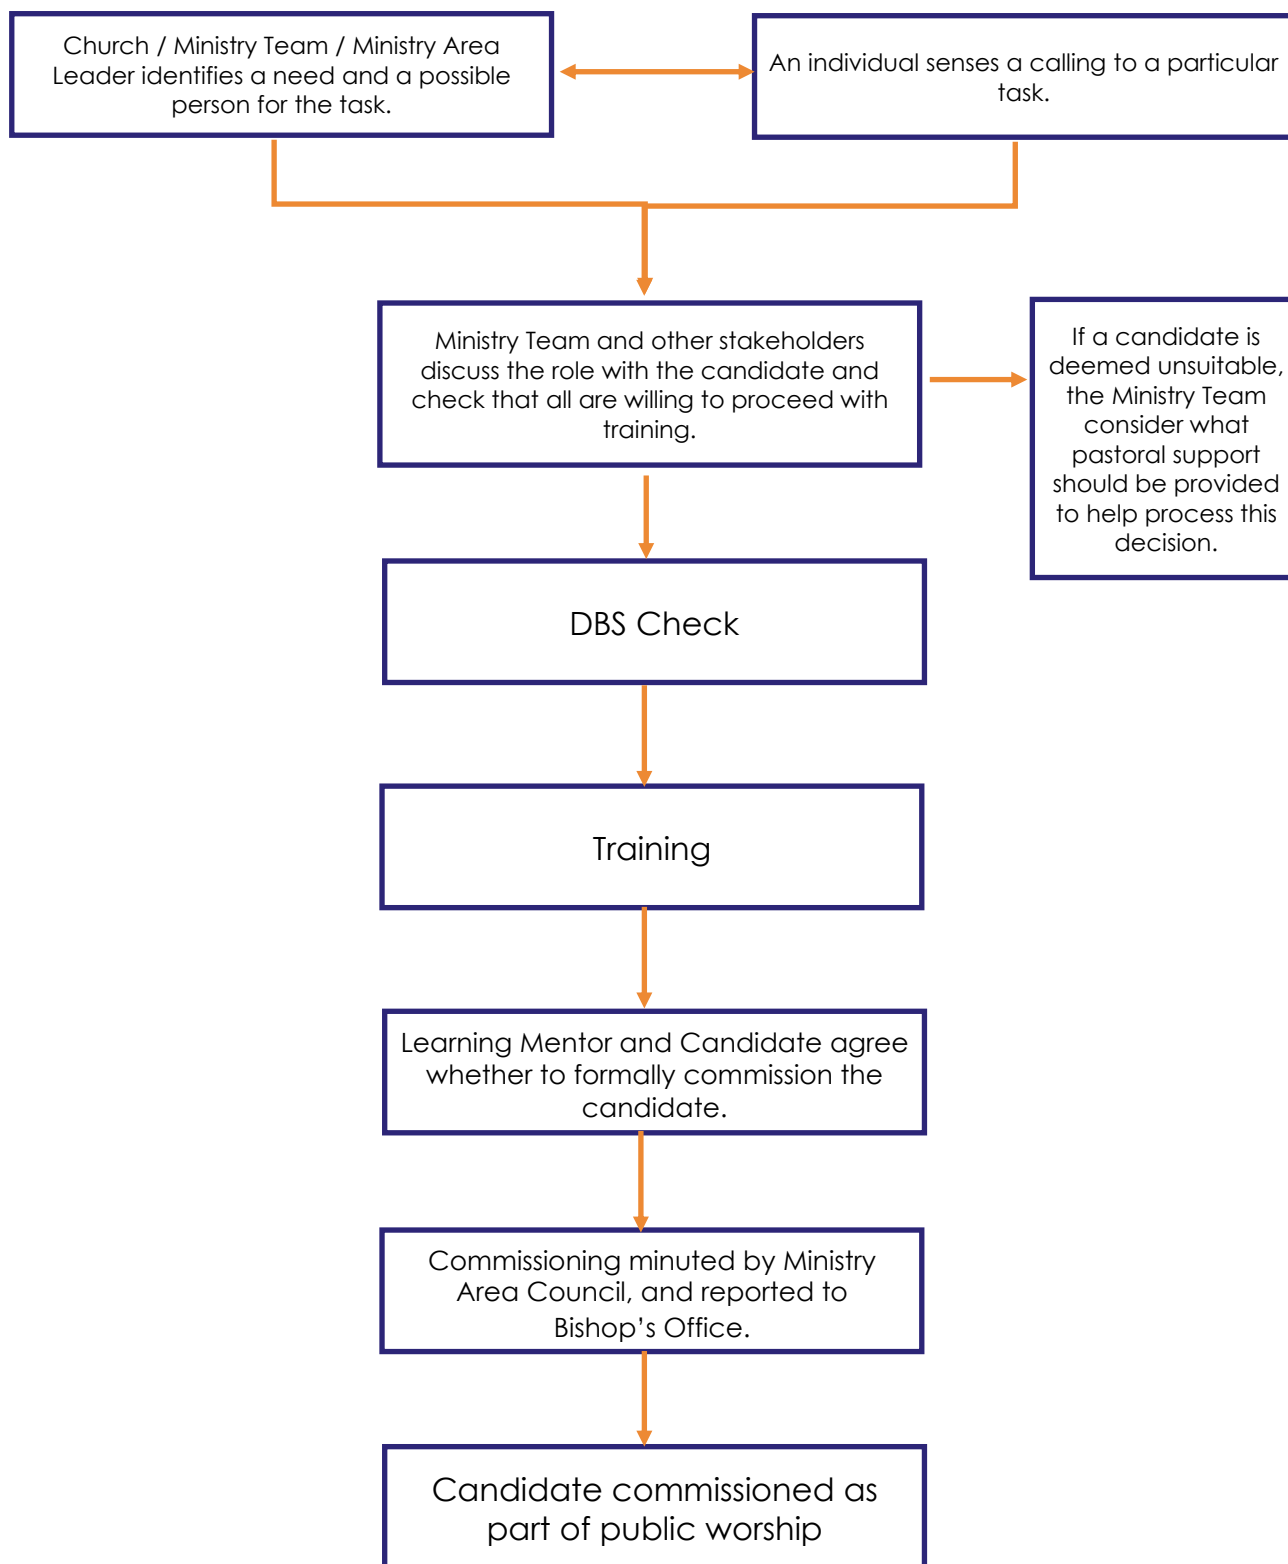 Church / Ministry Team / Ministry Area
Leader identifies a need and a possible
person for the task.
An individual senses a calling to a particular
task.
Ministry Team and other stakeholders
discuss the role with the candidate and
check that all are willing to proceed with
training.
If a candidate is
deemed unsuitable,
the Ministry Team
consider what
pastoral support
should be provided
to help process this
decision.
DBS Check
Training
Learning Mentor and Candidate agree
whether to formally commission the
candidate.
Commissioning minuted by Ministry
Area Council, and reported to
Bishop’s Office.
Candidate commissioned as
part of public worship